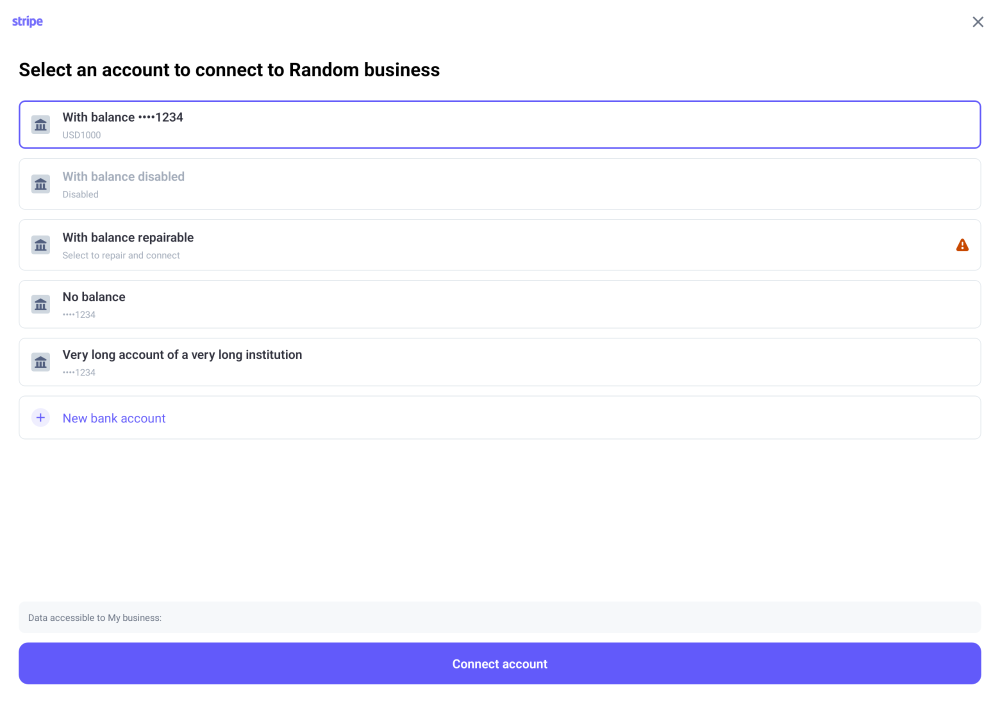 stripe
Select an account to connect to Random business
With balance ••••1234
USD1000
With balance disabled
Disabled
With balance repairable
Select to repair and connect
No balance
••••1234
Very long account of a very long institution
••••1234
New bank account
Data accessible to My business:
Connect account